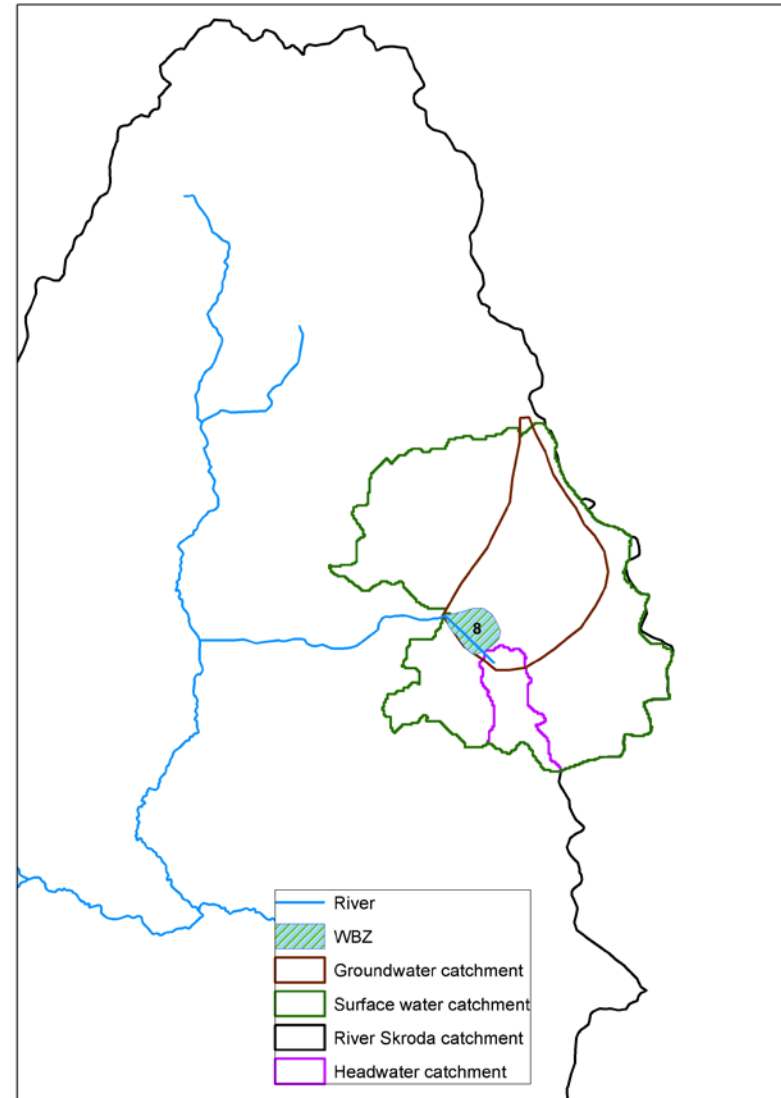 8
River
WBZ
Groundwater catchment
Surface water catchment
River Skroda catchment
Headwater catchment